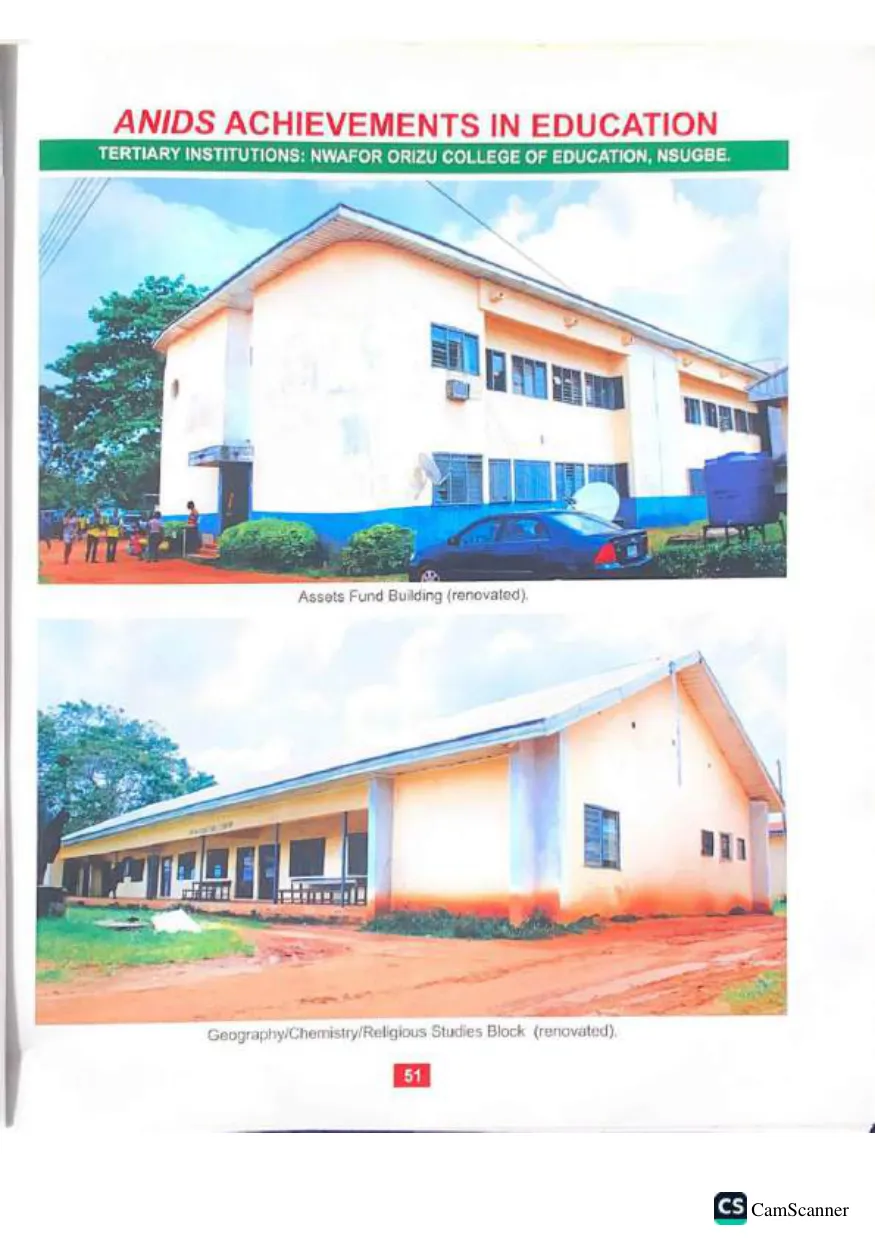 ANIDS ACHIEVEMENTS IN EDUCATION
TERTIARY INSTITUTIONS: NWAFOR ORIZU COLLEGE OF EDUCATION, NSUGBE.
Assets Fund Building (renovated).
Geography/Chemistry/Religious Studies Block (renovated).
51
CS CamScanner